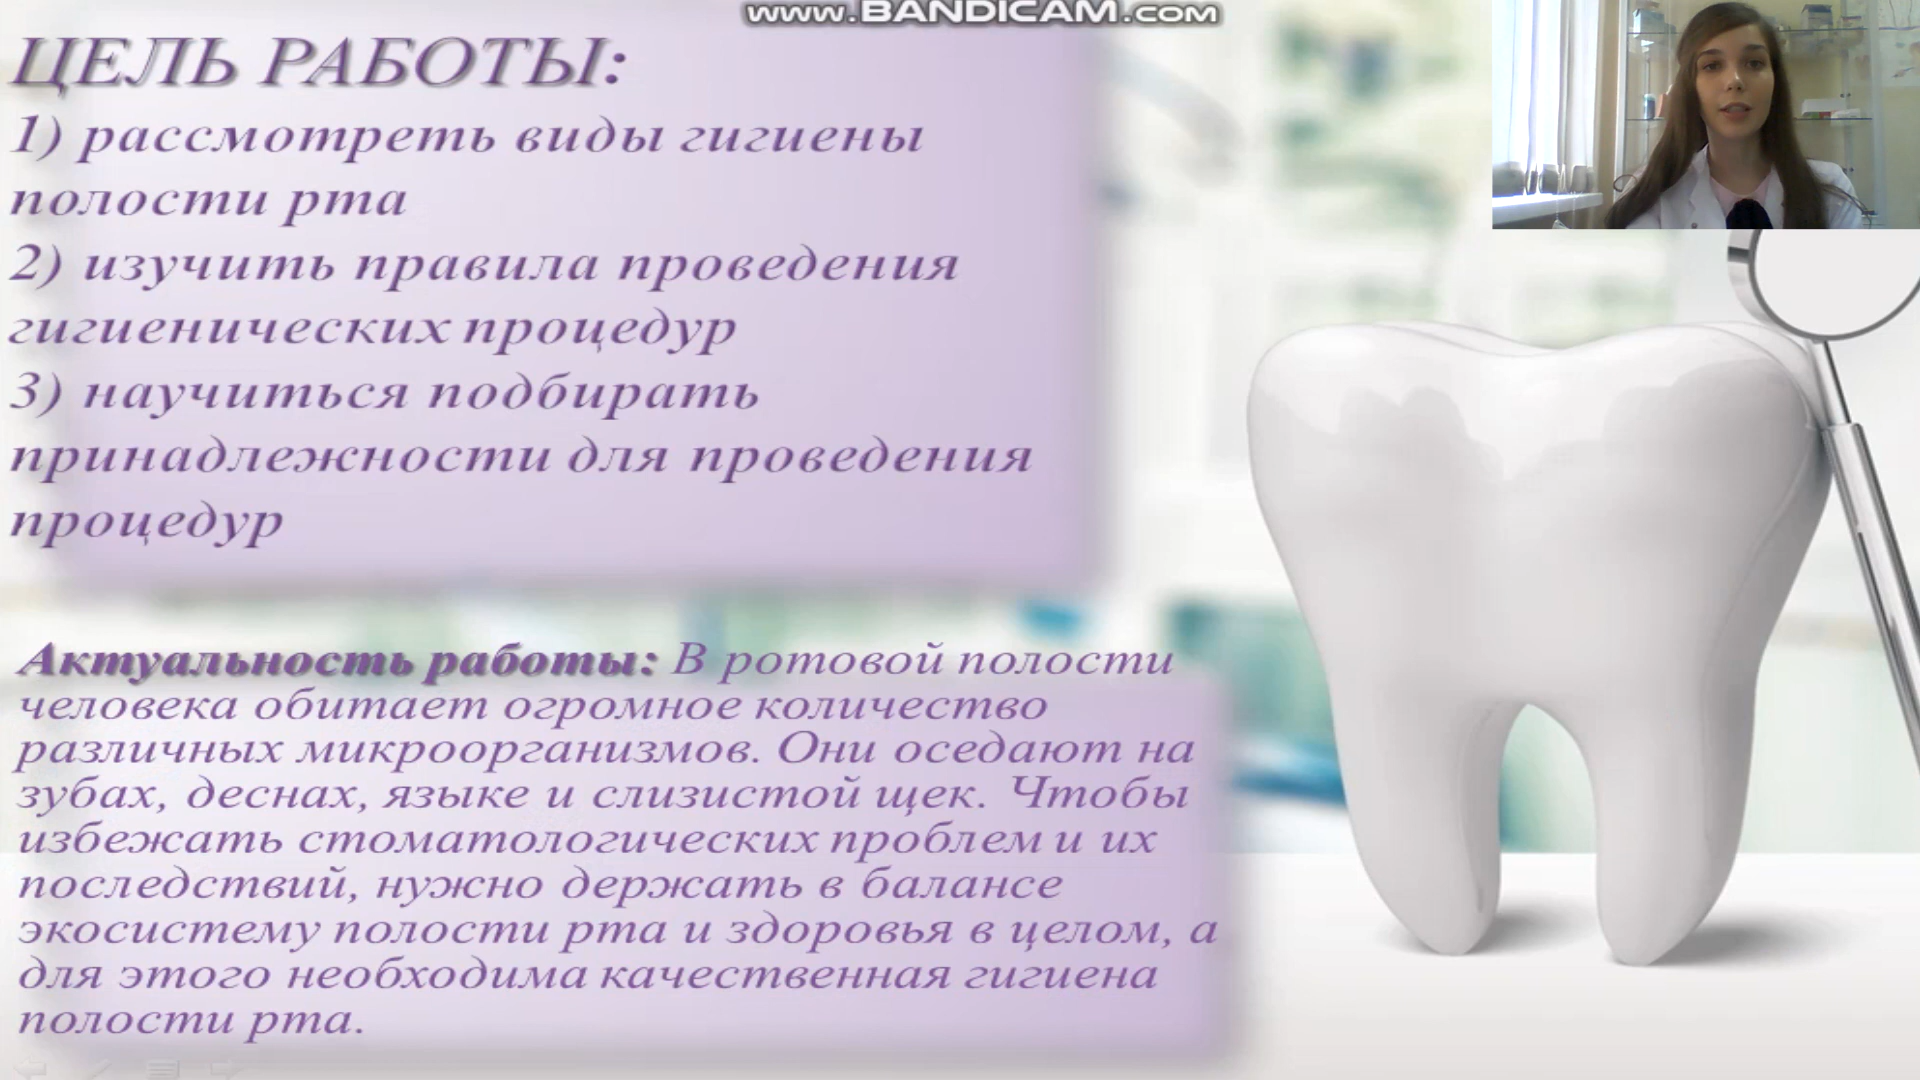 www.BANDICAM.com
ЦЕЛЬ РАБОТЫ:
1) рассмотреть виды гигиены
полости рта
2) изучить правила проведения
гигиенических процедур
3) научиться подбирать
принадлежности для проведения
процедур
Актуальность работы: В ротовой полости
человека обитает огромное количество
различных микроорганизмов. Они оседают на
зубах, деснах, языке и слизистой щек. Чтобы
избежать стоматологических проблем и их
последствий, нужно держать в балансе
экосистему полости рта и здоровья в целом, а
для этого необходима качественная гигиена
полости рта.